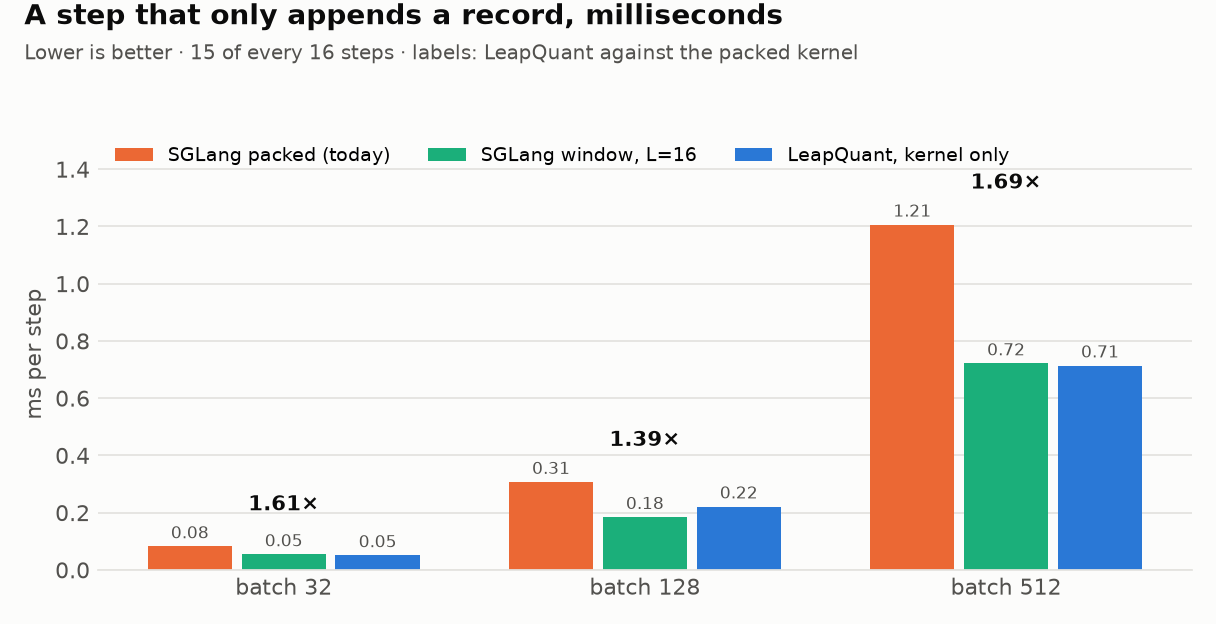 A step that only appends a record, milliseconds
Lower is better · 15 of every 16 steps · labels: LeapQuant against the packed kernel
SGLang packed (today) SGLang window, L=16 LeapQuant, kernel only
ms per step
1.4
1.2
1.0
0.8
0.6
0.4
0.2
0.0
1.61×
0.08 0.05 0.05
1.39×
0.31 0.18 0.22
1.69×
1.21 0.72 0.71
batch 32 batch 128 batch 512